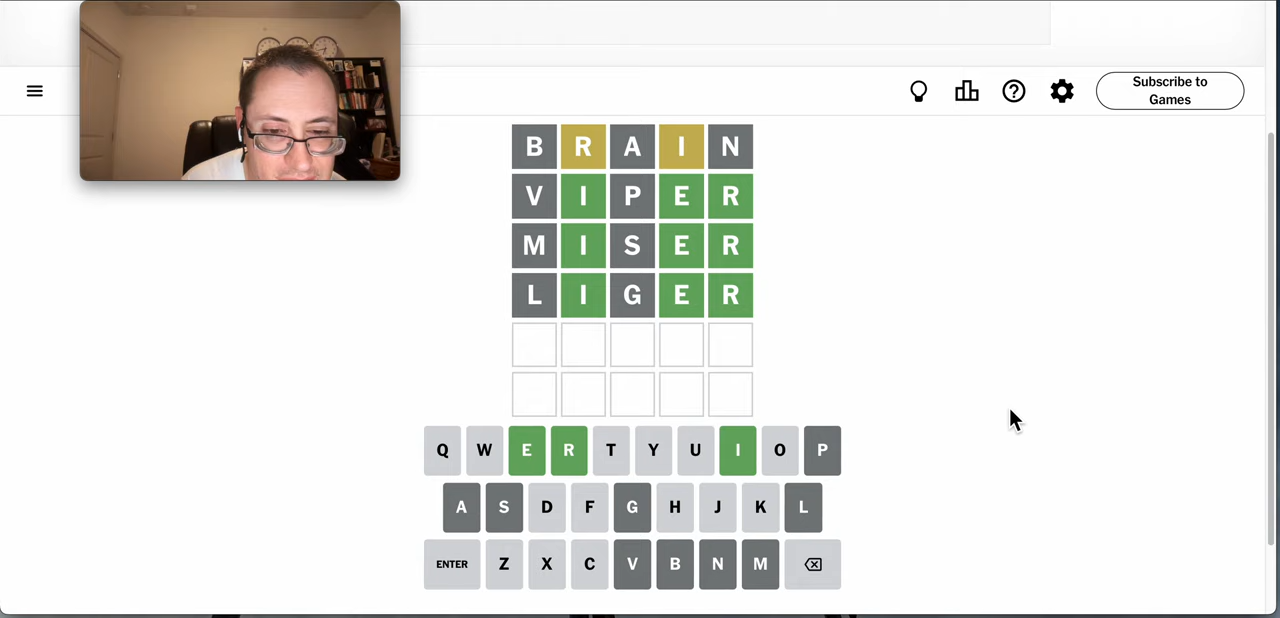 Subscribe to
Games
B R A I N
V I P E R
M I S E R
L I G E R
Q W E R T Y U I O P
A S D F G H J K L
ENTER Z X C V B N M